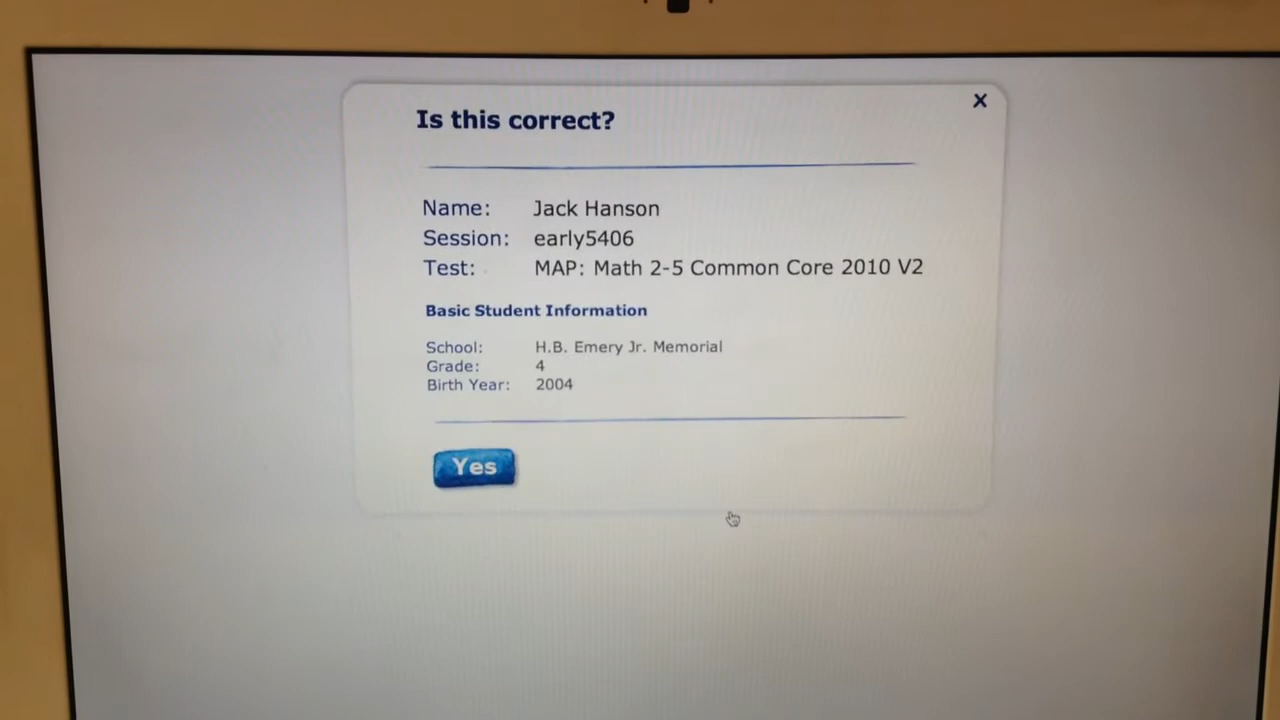 Is this correct?
X
Name: Jack Hanson
Session: early5406
Test: MAP: Math 2-5 Common Core 2010 V2
Basic Student Information
School: H.B. Emery Jr. Memorial
Grade: 4
Birth Year: 2004
Yes